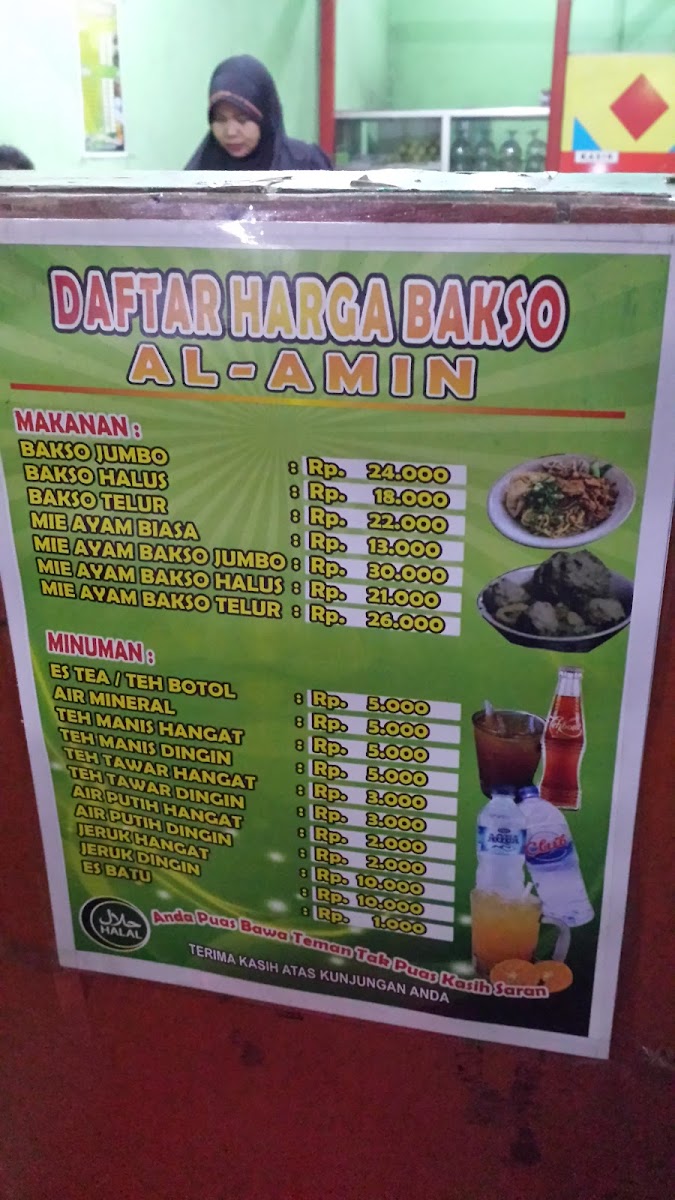 KASIR
DAFTAR HARGA BAKSO
AL-AMIN
MAKANAN :
BAKSO JUMBO : Rp. 24.000
BAKSO HALUS : Rp. 18.000
BAKSO TELUR : Rp. 22.000
MIE AYAM BIASA : Rp. 13.000
MIE AYAM BAKSO JUMBO : Rp. 30.000
MIE AYAM BAKSO HALUS : Rp. 21.000
MIE AYAM BAKSO TELUR : Rp. 26.000
MINUMAN :
ES TEA / TEH BOTOL : Rp. 5.000
AIR MINERAL : Rp. 5.000
TEH MANIS HANGAT : Rp. 5.000
TEH MANIS DINGIN : Rp. 5.000
TEH TAWAR HANGAT : Rp. 3.000
TEH TAWAR DINGIN : Rp. 3.000
AIR PUTIH HANGAT : Rp. 2.000
AIR PUTIH DINGIN : Rp. 2.000
JERUK HANGAT : Rp. 10.000
JERUK DINGIN : Rp. 10.000
ES BATU : Rp. 1.000
AQUA
Club
حلال
HALAL
Anda Puas Bawa Teman Tak Puas Kasih Saran
TERIMA KASIH ATAS KUNJUNGAN ANDA